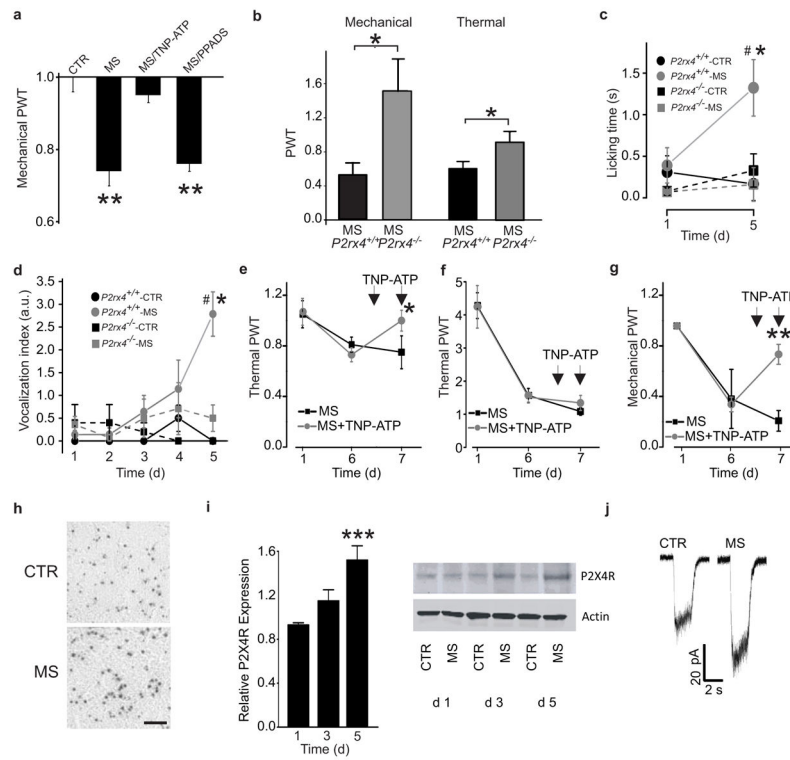 a
CTR
MS
MS/TNP-ATP
MS/PPADS
1.0
0.8
0.6
Mechanical PWT
**
**
b
Mechanical
Thermal
*
*
1.6
1.2
0.8
0.4
0.0
PWT
MS MS MS MS
P2rx4+/+ P2rx4-/- P2rx4+/+ P2rx4-/-
c
P2rx4+/+-CTR
P2rx4+/+-MS
P2rx4-/--CTR
P2rx4-/--MS
# *
1.5
1.0
0.5
0.0
Licking time (s)
1 5
Time (d)
d
P2rx4+/+-CTR
P2rx4+/+-MS
P2rx4-/--CTR
P2rx4-/--MS
# *
3.5
3.0
2.5
2.0
1.5
1.0
0.5
0.0
Vocalization index (a.u.)
1 2 3 4 5
Time (d)
e
TNP-ATP
*
1.2
0.8
0.4
0.0
Thermal PWT
MS
MS+TNP-ATP
1 6 7
Time (d)
f
TNP-ATP
5
4
3
2
1
0
Thermal PWT
MS
MS+TNP-ATP
1 6 7
Time (d)
g
TNP-ATP
**
1.2
0.8
0.4
0.0
Mechanical PWT
MS
MS+TNP-ATP
1 6 7
Time (d)
h
CTR
MS
i
***
1.6
1.2
0.8
0.4
0.0
Relative P2X4R Expression
1 3 5
Time (d)
P2X4R
Actin
CTR MS CTR MS CTR MS
d 1 d 3 d 5
j
CTR MS
20 pA
2 s